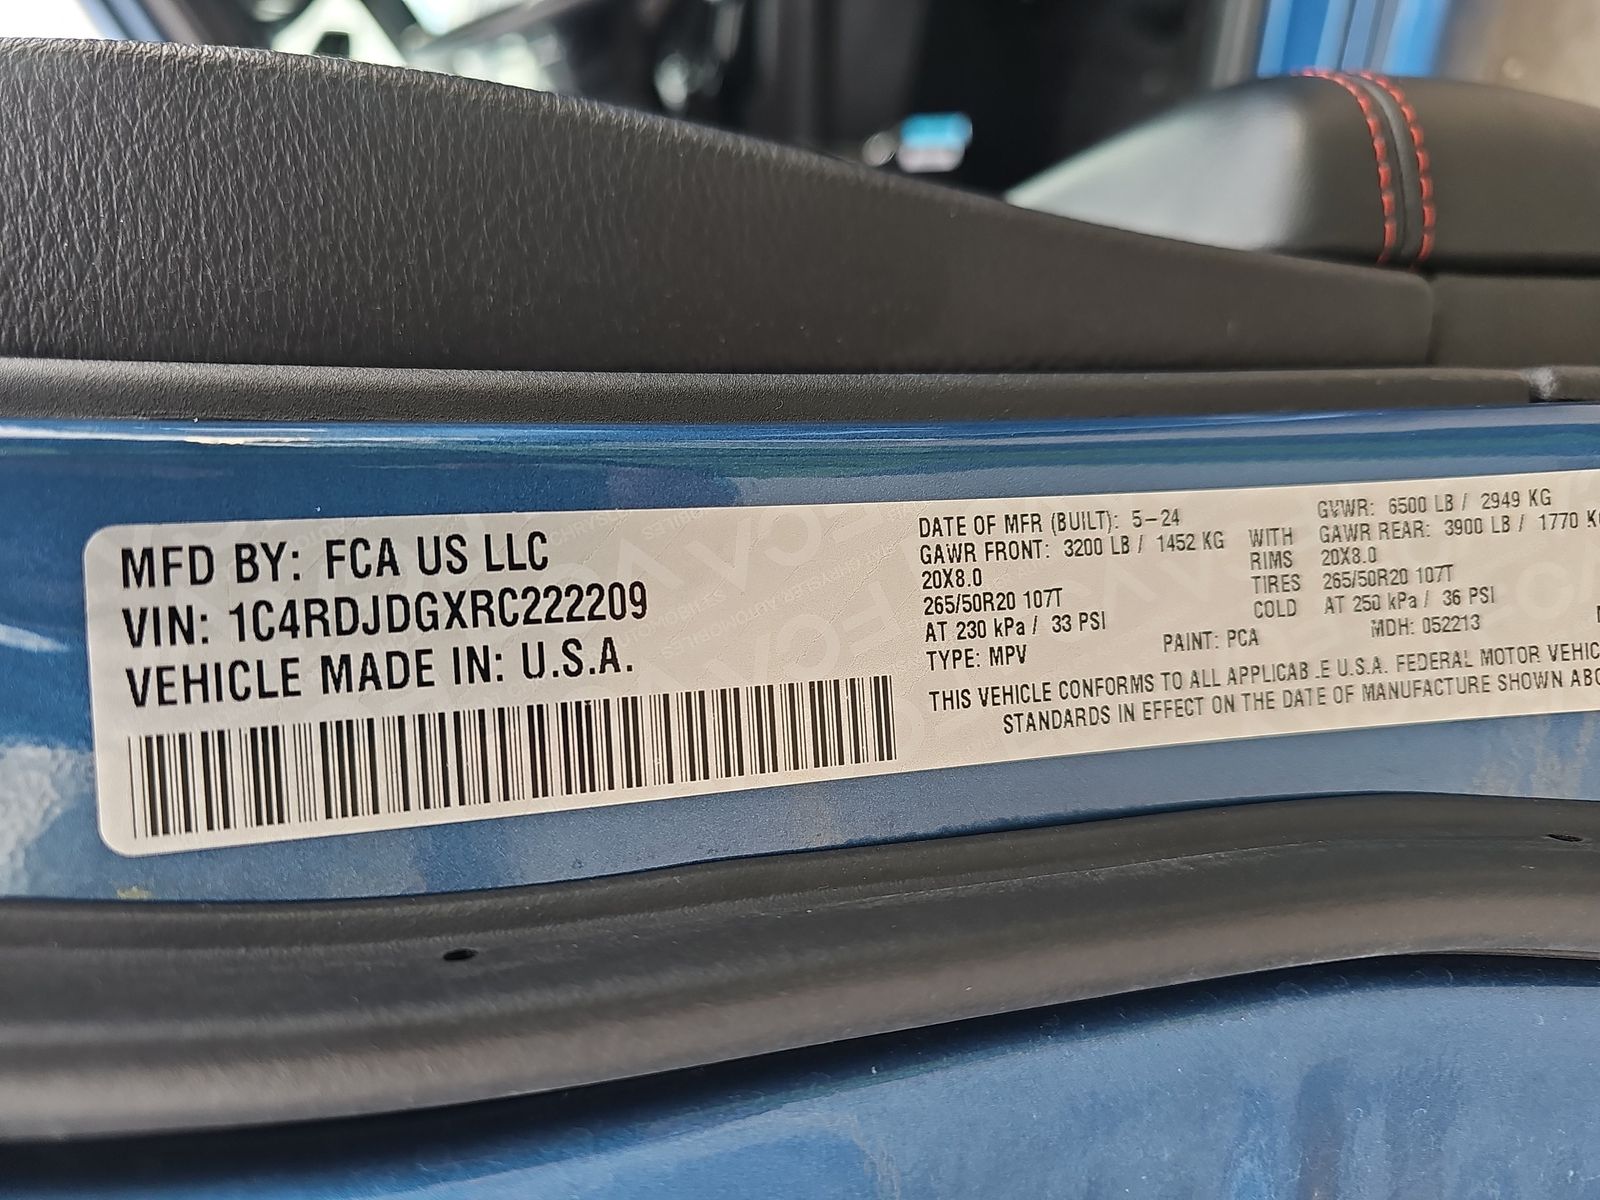 MFD BY: FCA US LLC
VIN: 1C4RDJDGXRC222209
VEHICLE MADE IN: U.S.A.
DATE OF MFR (BUILT): 5-24 GVWR: 6500 LB / 2949 KG
GAWR FRONT: 3200 LB / 1452 KG WITH GAWR REAR: 3900 LB / 1770 K
20X8.0 RIMS 20X8.0
265/50R20 107T TIRES 265/50R20 107T
AT 230 kPa / 33 PSI COLD AT 250 kPa / 36 PSI
TYPE: MPV PAINT: PCA MDH: 052213
THIS VEHICLE CONFORMS TO ALL APPLICAB.E U.S.A. FEDERAL MOTOR VEHIC
STANDARDS IN EFFECT ON THE DATE OF MANUFACTURE SHOWN ABO